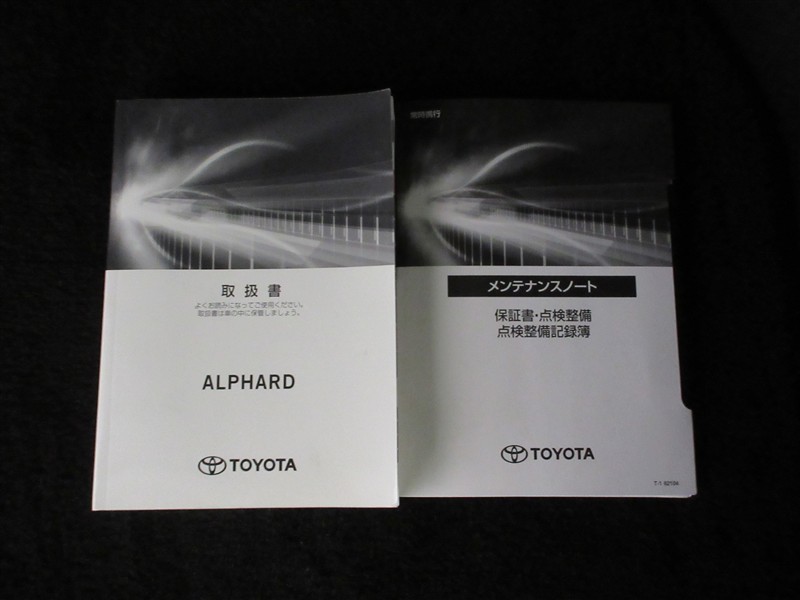 取扱書
よくお読みになってご使用ください。
取扱書は車の中に保管しましょう。
ALPHARD
TOYOTA
メンテナンスノート
保証書・点検整備
点検整備記録簿
TOYOTA